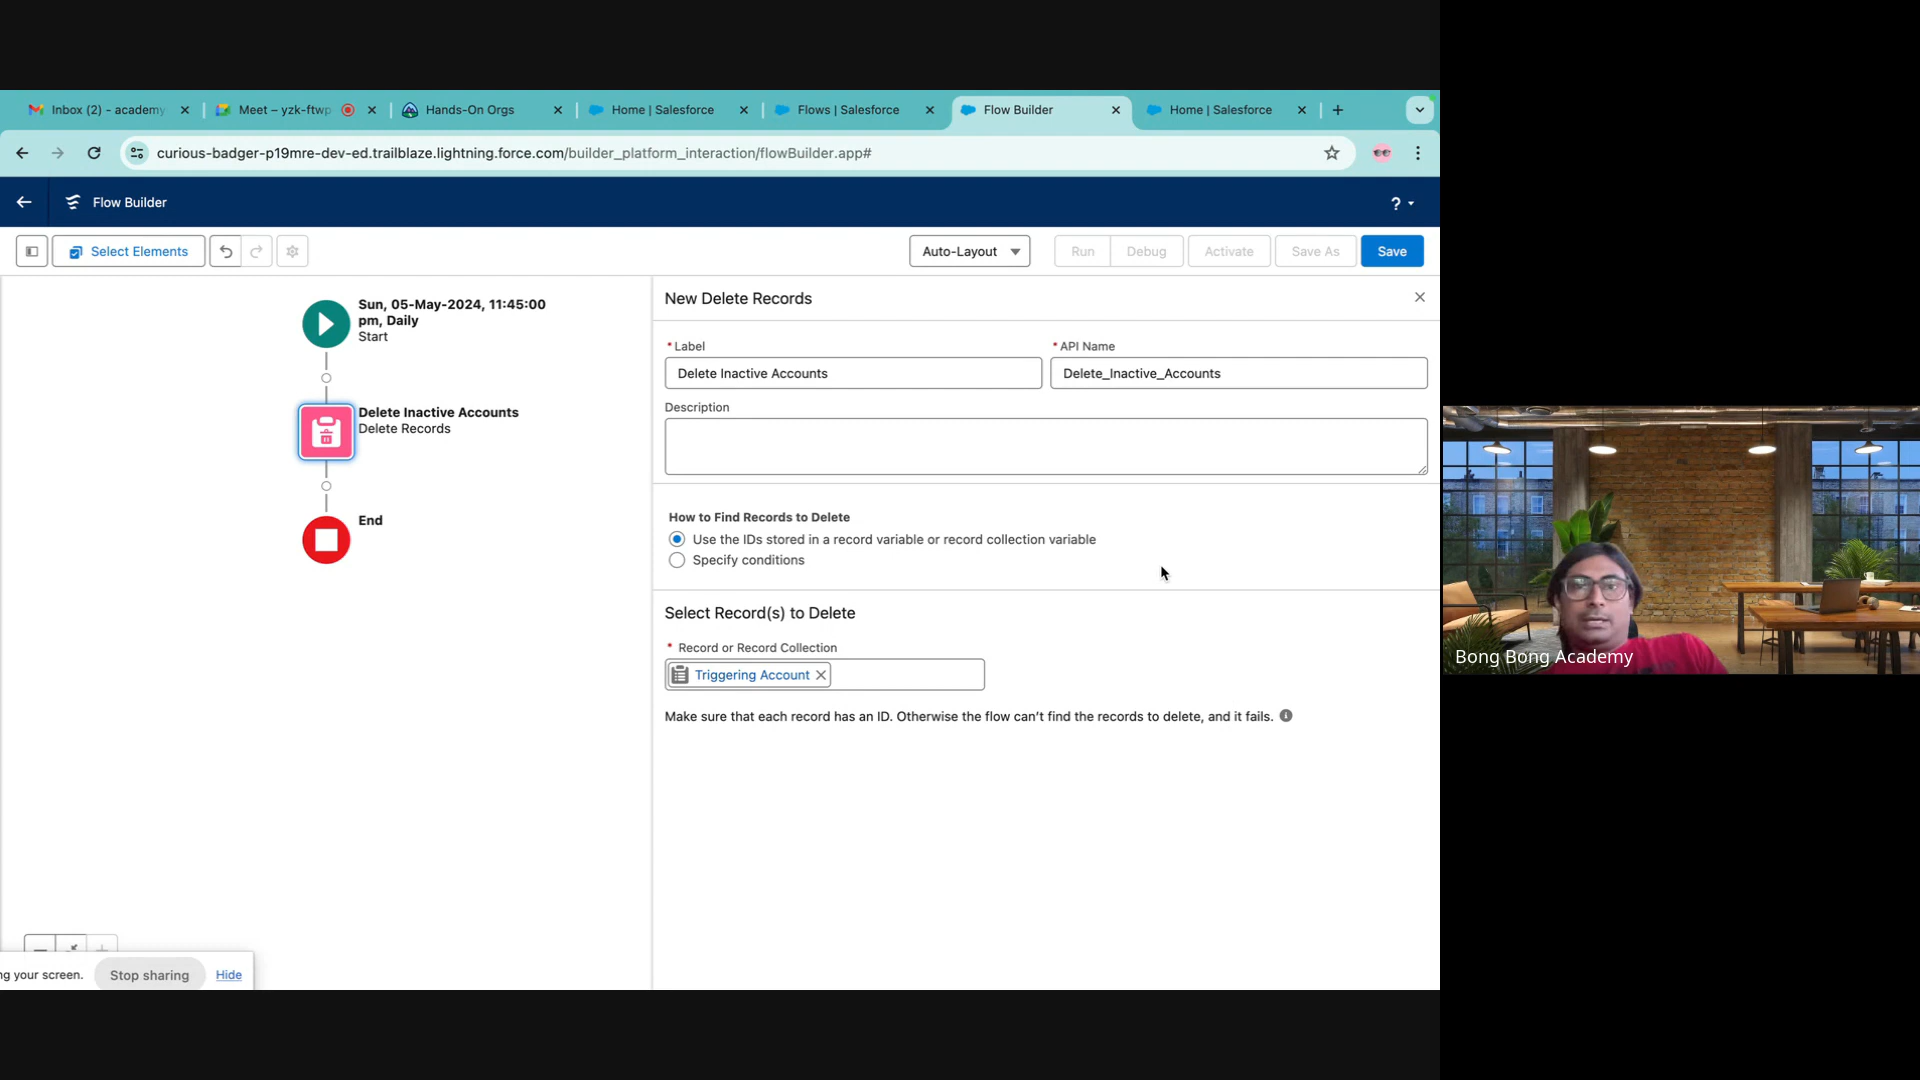 Inbox (2) - academy
Meet – yzk-ftwp
Hands-On Orgs
Home | Salesforce
Flows | Salesforce
Flow Builder
Home | Salesforce
curious-badger-p19mre-dev-ed.trailblaze.lightning.force.com/builder_platform_interaction/flowBuilder.app#
Flow Builder
?
Select Elements
Auto-Layout
Run
Debug
Activate
Save As
Save
Sun, 05-May-2024, 11:45:00
pm, Daily
Start
Delete Inactive Accounts
Delete Records
End
New Delete Records
* Label
* API Name
Delete Inactive Accounts
Delete_Inactive_Accounts
Description
How to Find Records to Delete
Use the IDs stored in a record variable or record collection variable
Specify conditions
Select Record(s) to Delete
* Record or Record Collection
Triggering Account
Make sure that each record has an ID. Otherwise the flow can't find the records to delete, and it fails.
ng your screen.
Stop sharing
Hide
Bong Bong Academy